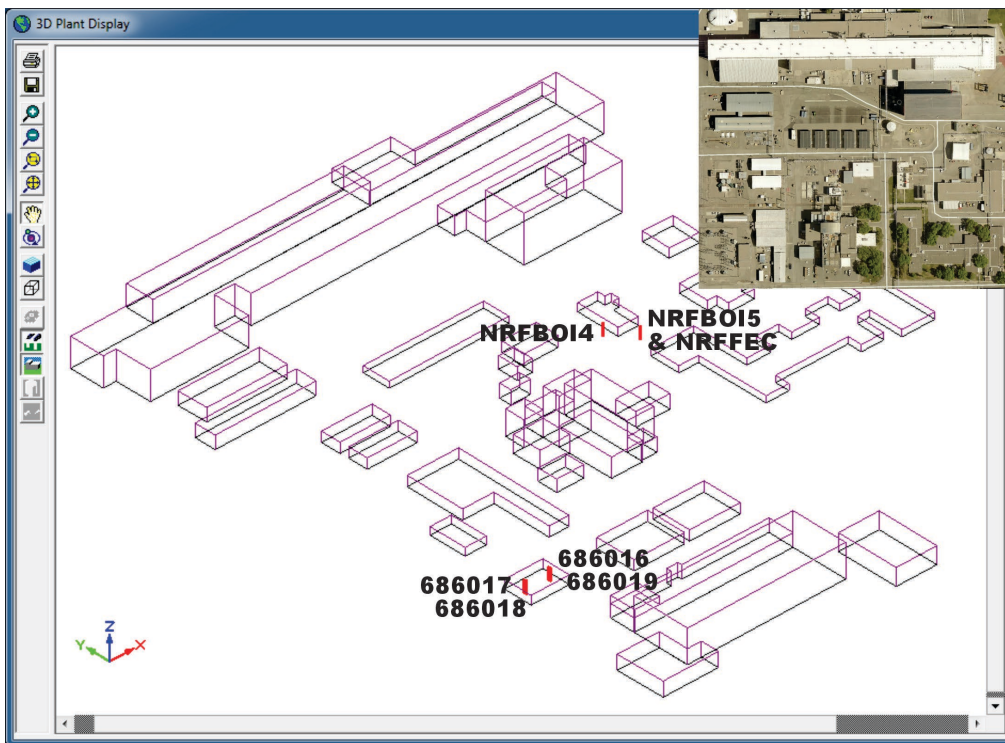 3D Plant Display
NRFBOI4
NRFBOI5
& NRFFEC
686016
686017 686019
686018
Z
Y X